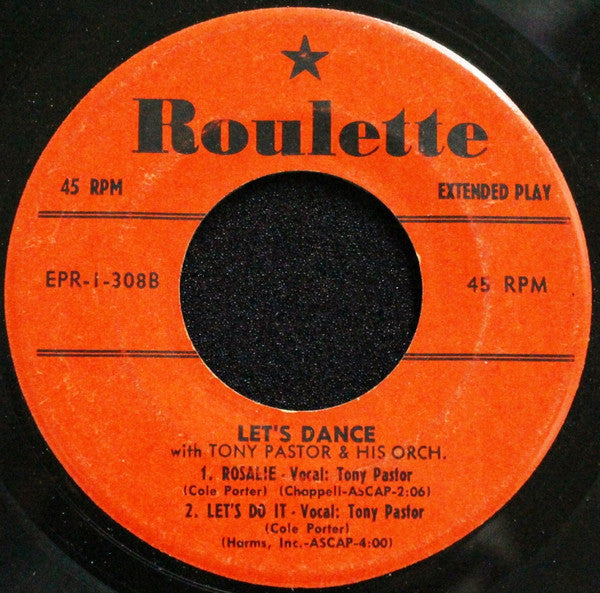 Roulette
45 RPM
EXTENDED PLAY
EPR-1-308B
45 RPM
LET'S DANCE
with TONY PASTOR & HIS ORCH.
1. ROSALIE - Vocal: Tony Pastor
(Cole Porter) (Chappell-ASCAP-2:06)
2. LET'S DO IT - Vocal: Tony Pastor
(Cole Porter)
(Harms, Inc.-ASCAP-4:00)